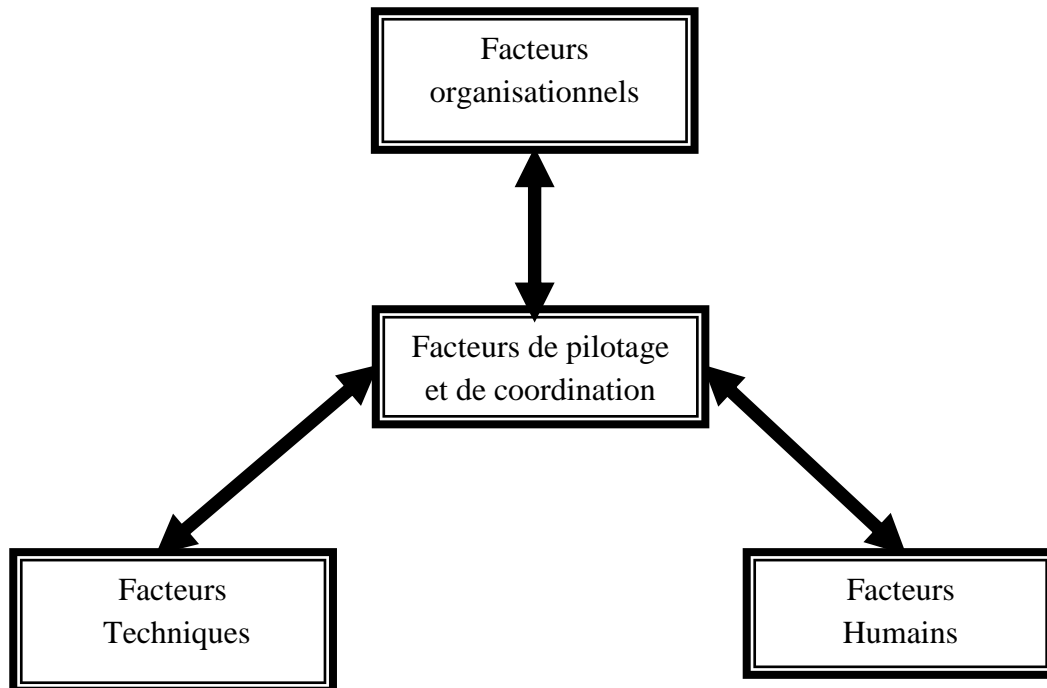 Facteurs
organisationnels
Facteurs de pilotage
et de coordination
Facteurs
Techniques
Facteurs
Humains